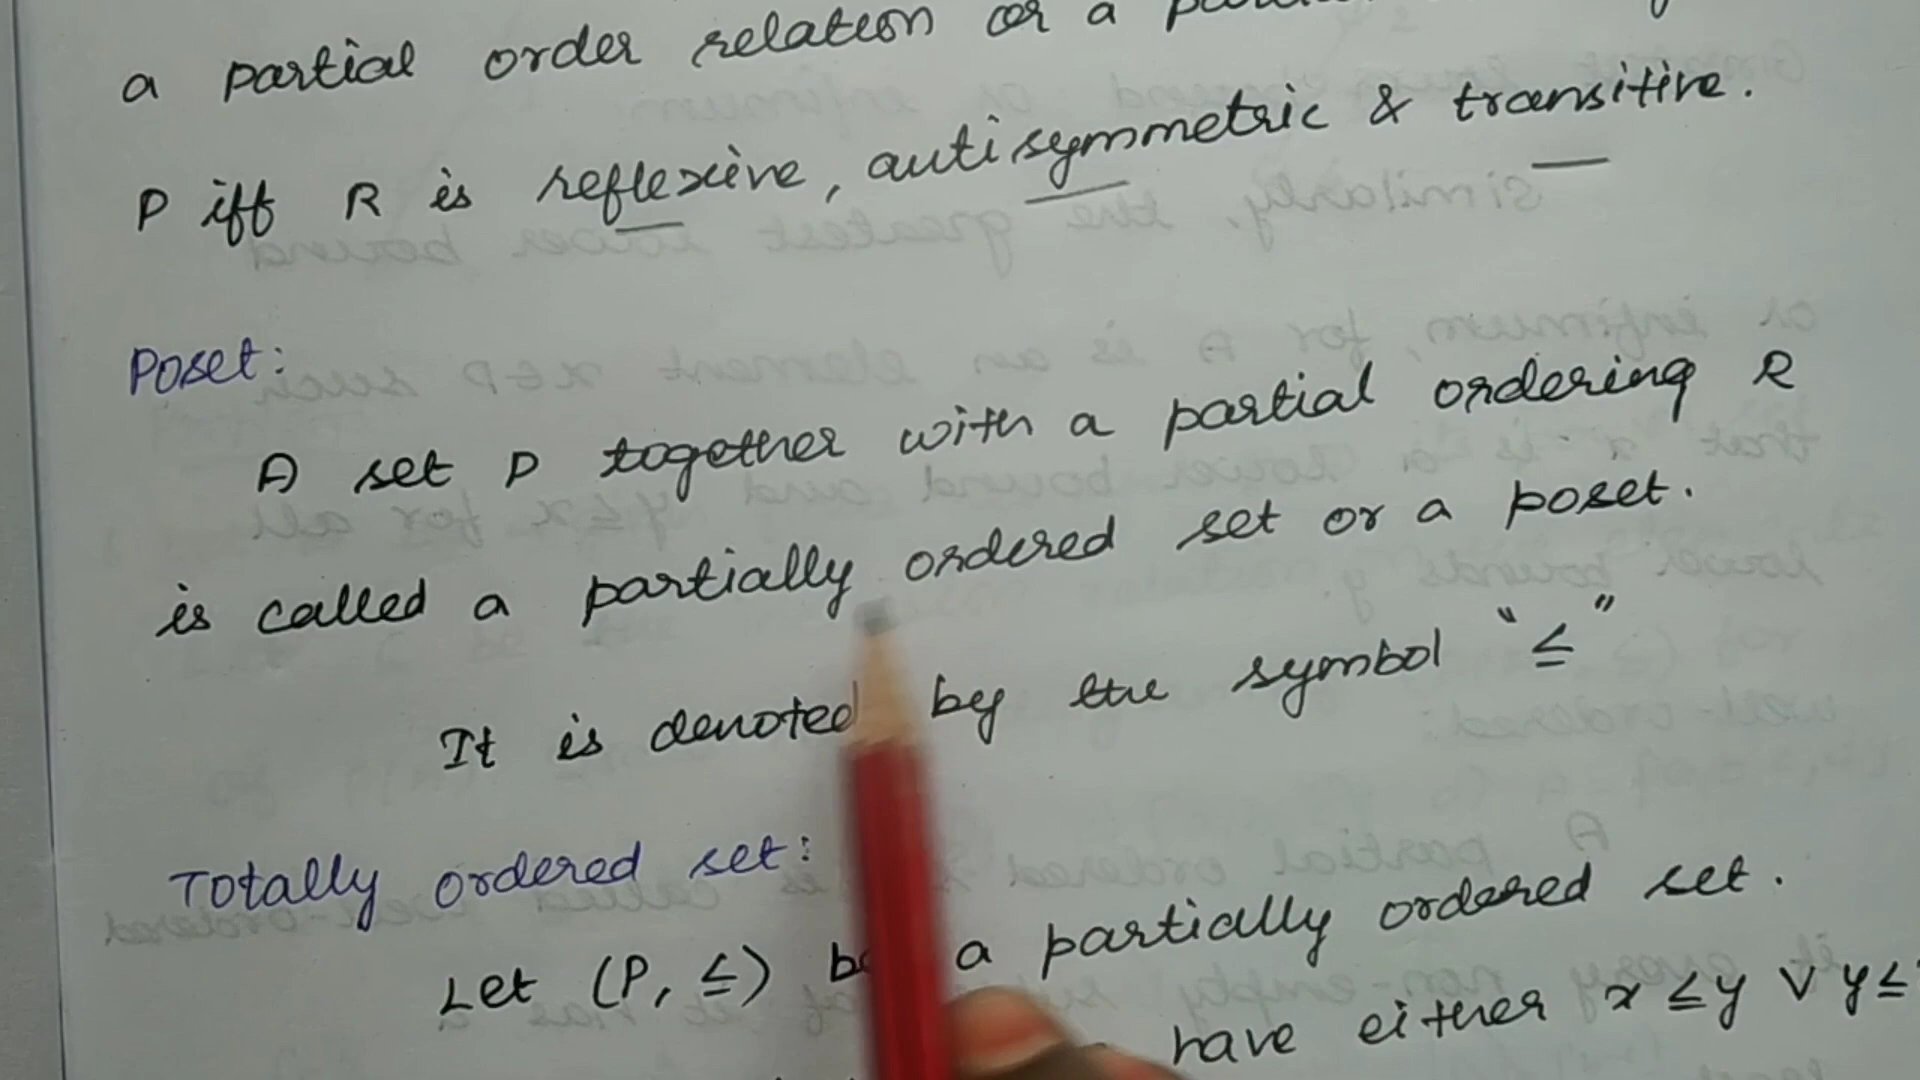 a partial order relation or a
P iff R is reflexive, antisymmetric & transitive.
Poset:
A set P together with a partial ordering R
is called a partially ordered set or a poset.
It is denoted by the symbol "≤"
Totally ordered set:
Let (P, ≤) be a partially ordered set.
have either x ≤ y ∨ y ≤